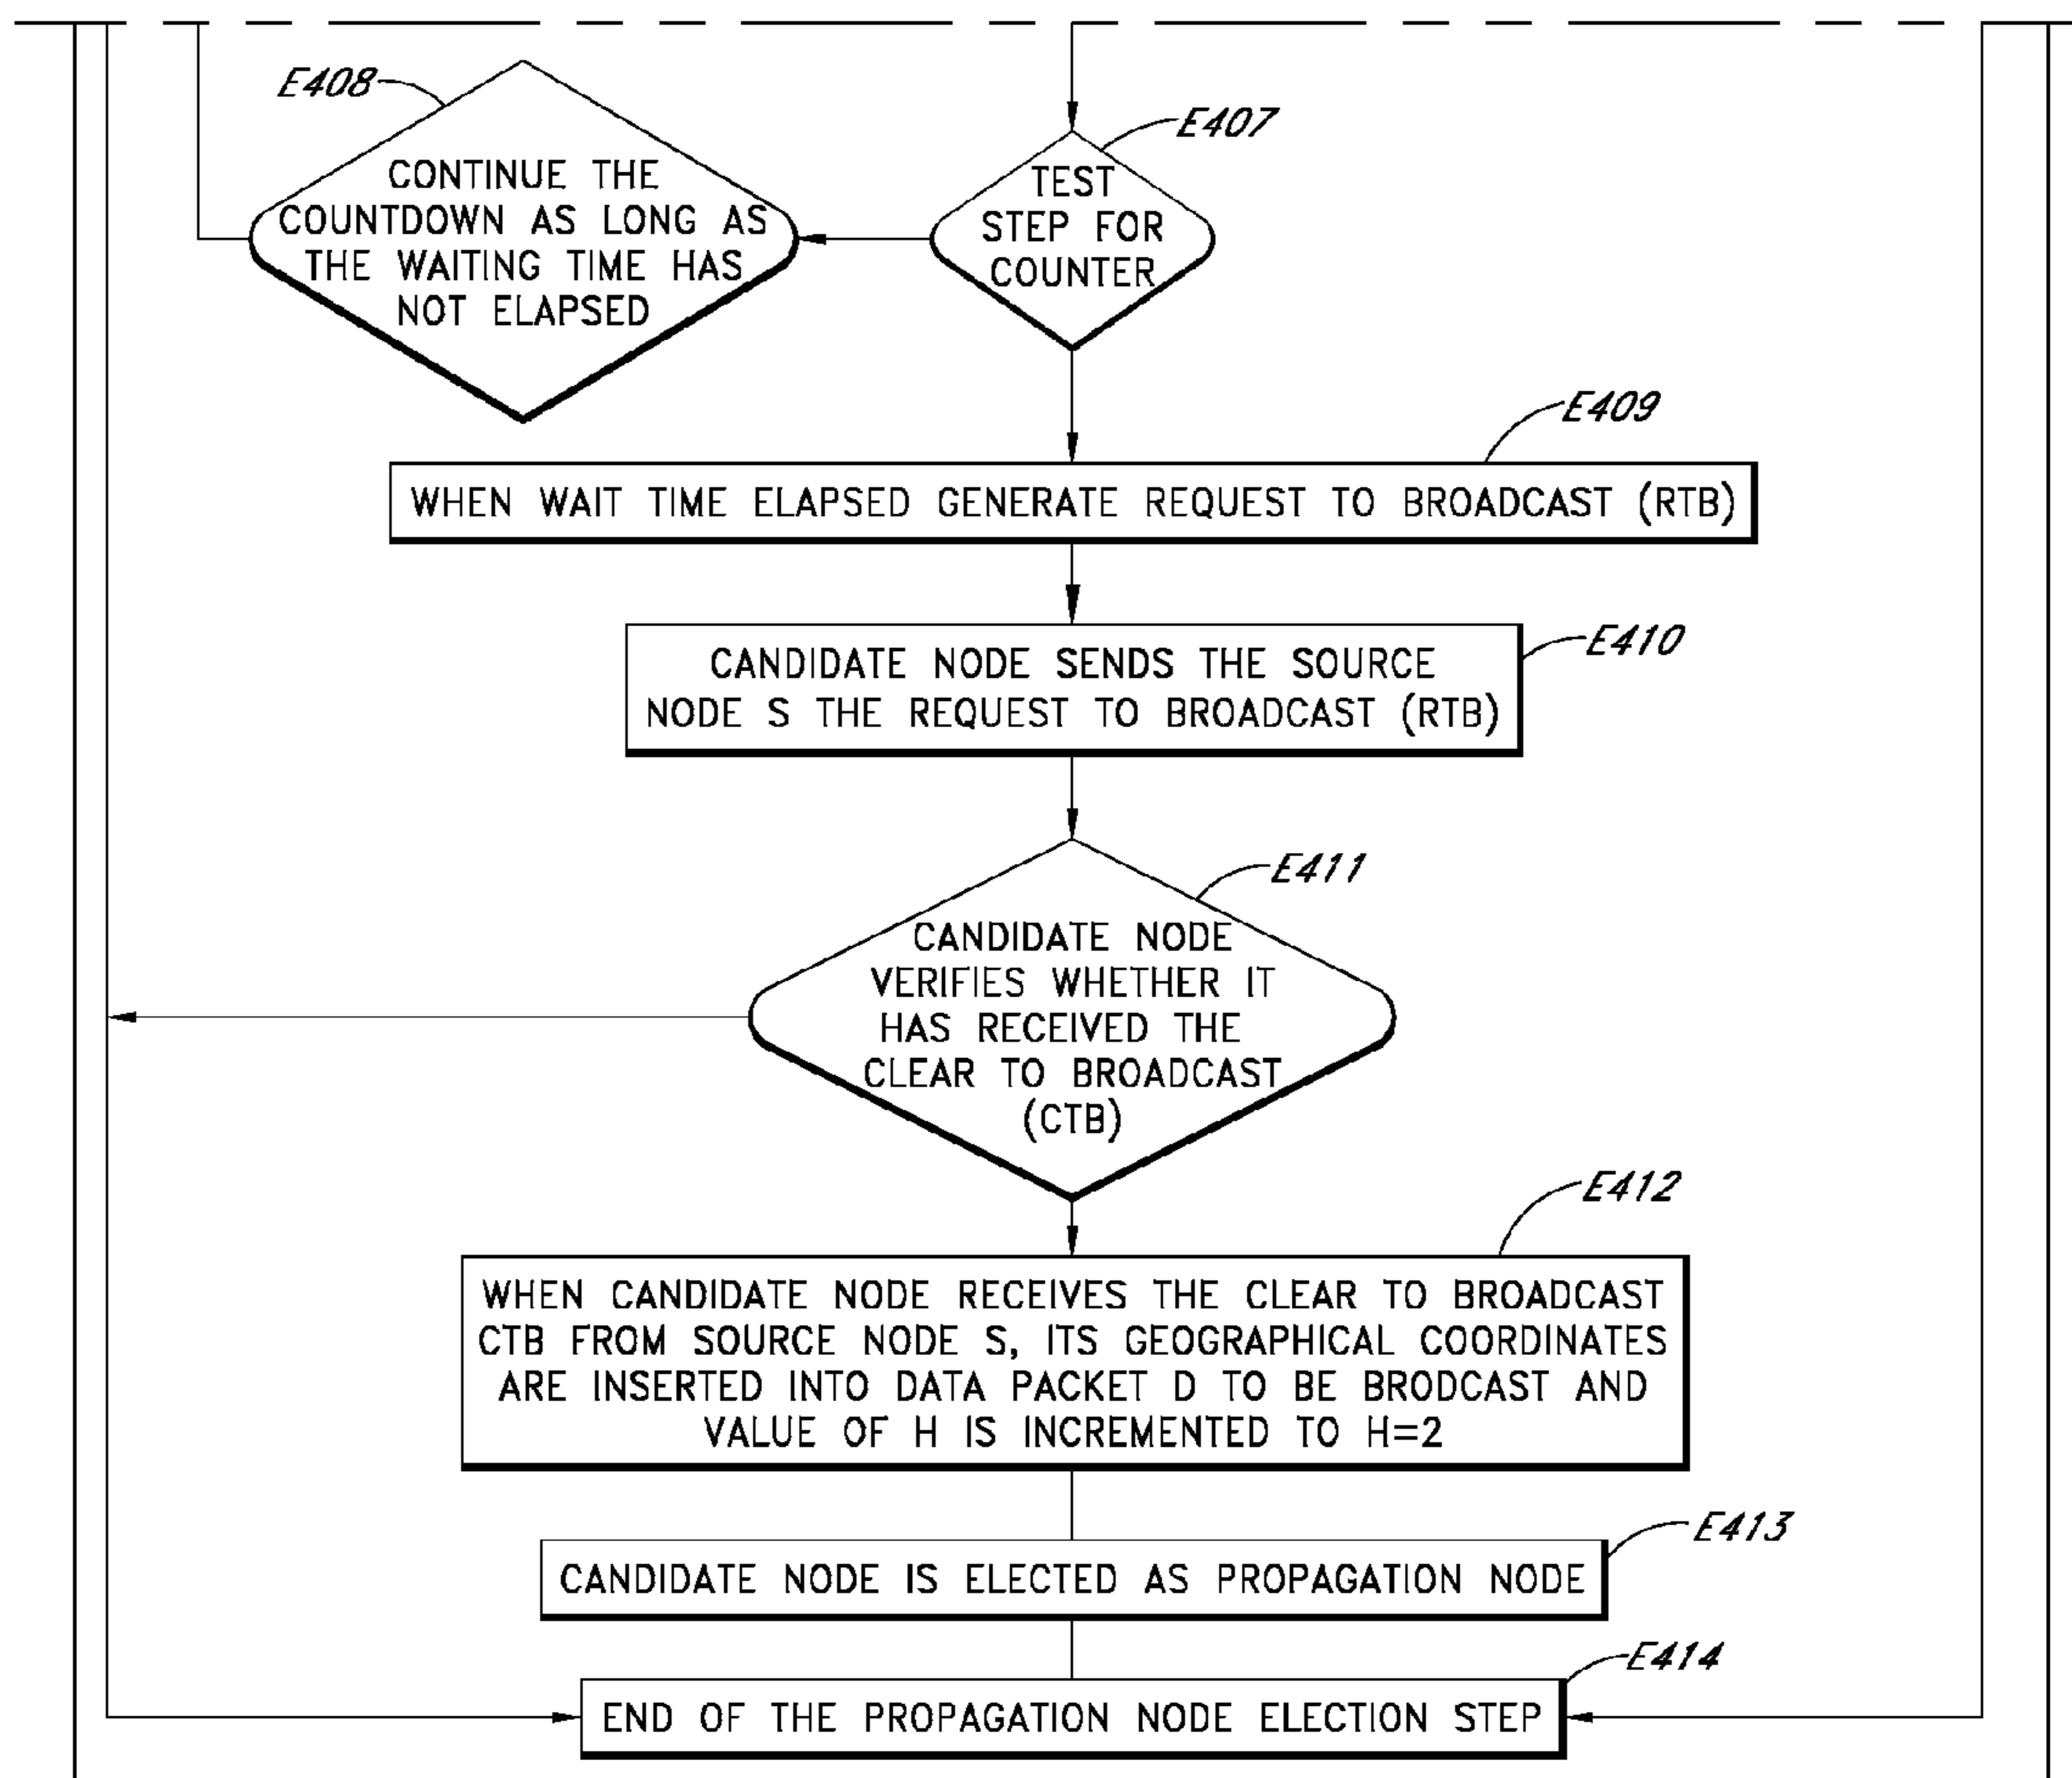 E408
CONTINUE THE
COUNTDOWN AS LONG AS
THE WAITING TIME HAS
NOT ELAPSED
E407
TEST
STEP FOR
COUNTER
E409
WHEN WAIT TIME ELAPSED GENERATE REQUEST TO BROADCAST (RTB)
E410
CANDIDATE NODE SENDS THE SOURCE
NODE S THE REQUEST TO BROADCAST (RTB)
E411
CANDIDATE NODE
VERIFIES WHETHER IT
HAS RECEIVED THE
CLEAR TO BROADCAST
(CTB)
E412
WHEN CANDIDATE NODE RECEIVES THE CLEAR TO BROADCAST
CTB FROM SOURCE NODE S, ITS GEOGRAPHICAL COORDINATES
ARE INSERTED INTO DATA PACKET D TO BE BRODCAST AND
VALUE OF H IS INCREMENTED TO H=2
E413
CANDIDATE NODE IS ELECTED AS PROPAGATION NODE
E414
END OF THE PROPAGATION NODE ELECTION STEP